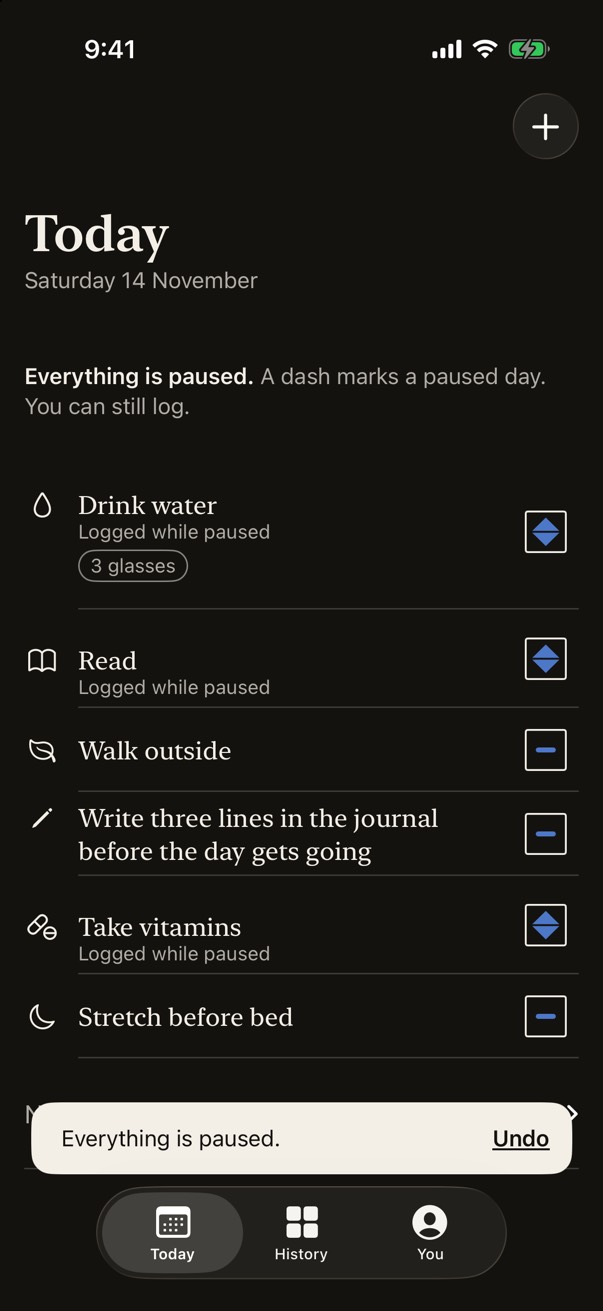 9:41
Today
Saturday 14 November
Everything is paused. A dash marks a paused day.
You can still log.
Drink water
Logged while paused
3 glasses
Read
Logged while paused
Walk outside
Write three lines in the journal
before the day gets going
Take vitamins
Logged while paused
Stretch before bed
Everything is paused.
Undo
Today
History
You